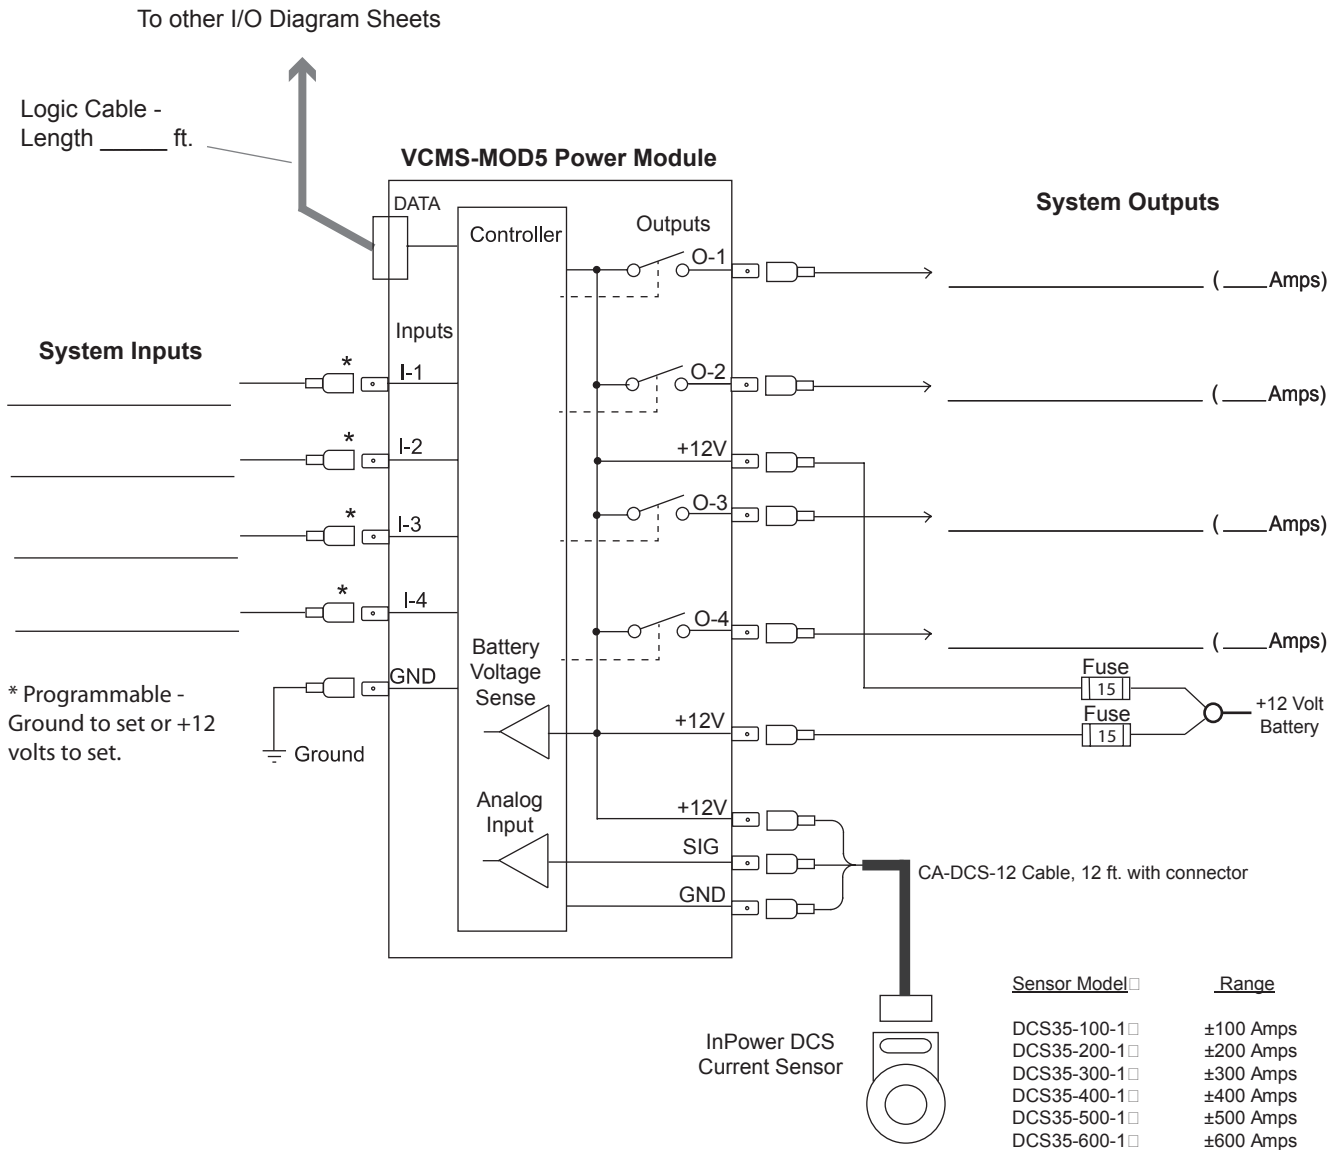 To other I/O Diagram Sheets
Logic Cable -
Length ______ ft.
VCMS-MOD5 Power Module
DATA
Controller
Outputs
System Outputs
O-1
( ___Amps)
Inputs
System Inputs
*
I-1
O-2
( ___Amps)
*
I-2
+12V
*
I-3
O-3
( ___Amps)
*
I-4
O-4
( ___Amps)
Battery
Voltage
Sense
GND
Fuse
15
* Programmable -
Ground to set or +12
volts to set.
Ground
+12V
Fuse
15
+12 Volt
Battery
Analog
Input
+12V
SIG
GND
CA-DCS-12 Cable, 12 ft. with connector
InPower DCS
Current Sensor
Sensor Model Range
DCS35-100-1 ±100 Amps
DCS35-200-1 ±200 Amps
DCS35-300-1 ±300 Amps
DCS35-400-1 ±400 Amps
DCS35-500-1 ±500 Amps
DCS35-600-1 ±600 Amps